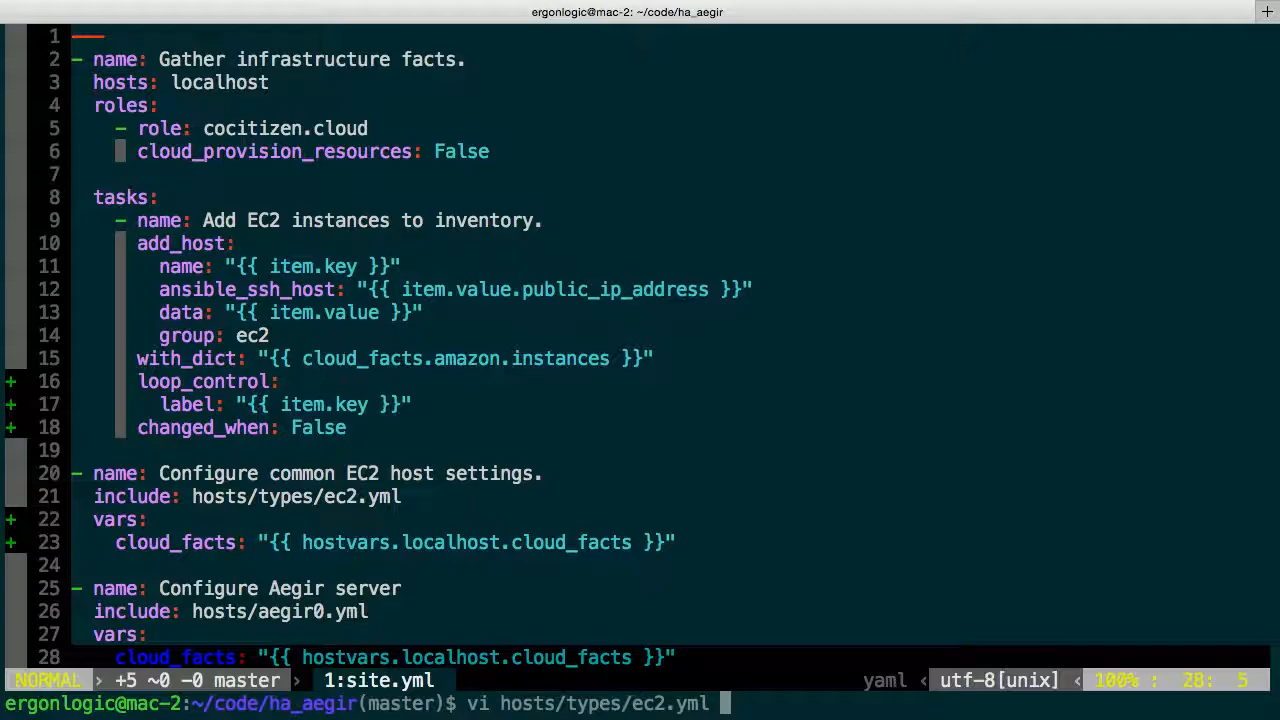 ergonlogic@mac-2: ~/code/ha_aegir +
1 ---
2 - name: Gather infrastructure facts.
3   hosts: localhost
4   roles:
5     - role: cocitizen.cloud
6       cloud_provision_resources: False
7
8   tasks:
9     - name: Add EC2 instances to inventory.
10       add_host:
11         name: "{{ item.key }}"
12         ansible_ssh_host: "{{ item.value.public_ip_address }}"
13         data: "{{ item.value }}"
14         group: ec2
15       with_dict: "{{ cloud_facts.amazon.instances }}"
+ 16       loop_control:
+ 17         label: "{{ item.key }}"
+ 18       changed_when: False
19
20 - name: Configure common EC2 host settings.
21   include: hosts/types/ec2.yml
+ 22   vars:
+ 23     cloud_facts: "{{ hostvars.localhost.cloud_facts }}"
24
25 - name: Configure Aegir server
26   include: hosts/aegir0.yml
27   vars:
28     cloud_facts: "{{ hostvars.localhost.cloud_facts }}"
NORMAL › +5 ~0 -0 master › 1:site.yml yaml ‹ utf-8[unix] ‹ 100% : 28: 5
ergonlogic@mac-2:~/code/ha_aegir(master)$ vi hosts/types/ec2.yml